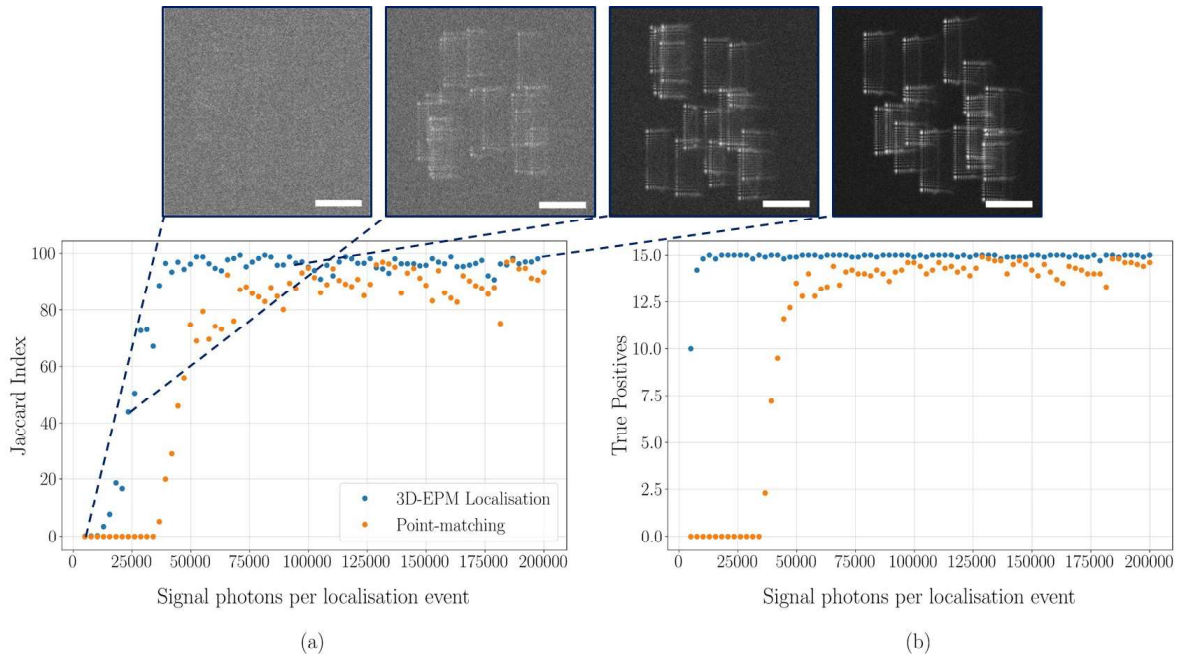 100
80
60
40
20
0
Jaccard Index
3D-EPM Localisation
Point-matching
0 25000 50000 75000 100000 125000 150000 175000 200000
Signal photons per localisation event
(a)
15.0
12.5
10.0
7.5
5.0
2.5
0.0
True Positives
0 25000 50000 75000 100000 125000 150000 175000 200000
Signal photons per localisation event
(b)